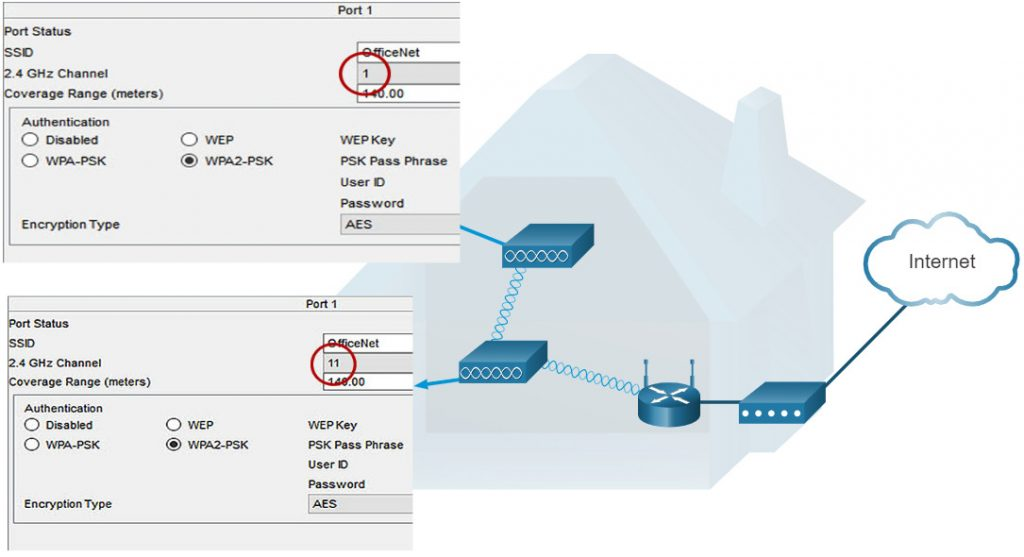 Port 1
Port Status
SSID OfficeNet
2.4 GHz Channel 1
Coverage Range (meters) 140.00
Authentication
Disabled WEP WEP Key
WPA-PSK WPA2-PSK PSK Pass Phrase
User ID
Password
Encryption Type AES
Internet
Port 1
Port Status
SSID OfficeNet
2.4 GHz Channel 11
Coverage Range (meters) 140.00
Authentication
Disabled WEP WEP Key
WPA-PSK WPA2-PSK PSK Pass Phrase
User ID
Password
Encryption Type AES